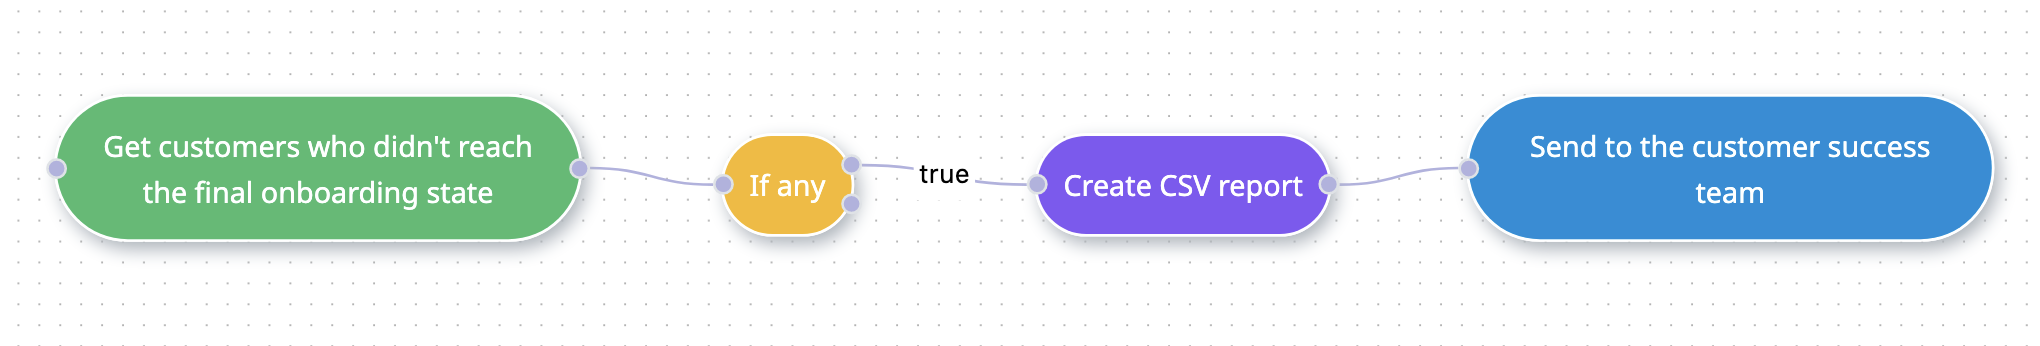 Get customers who didn't reach
the final onboarding state
If any
true
Create CSV report
Send to the customer success
team